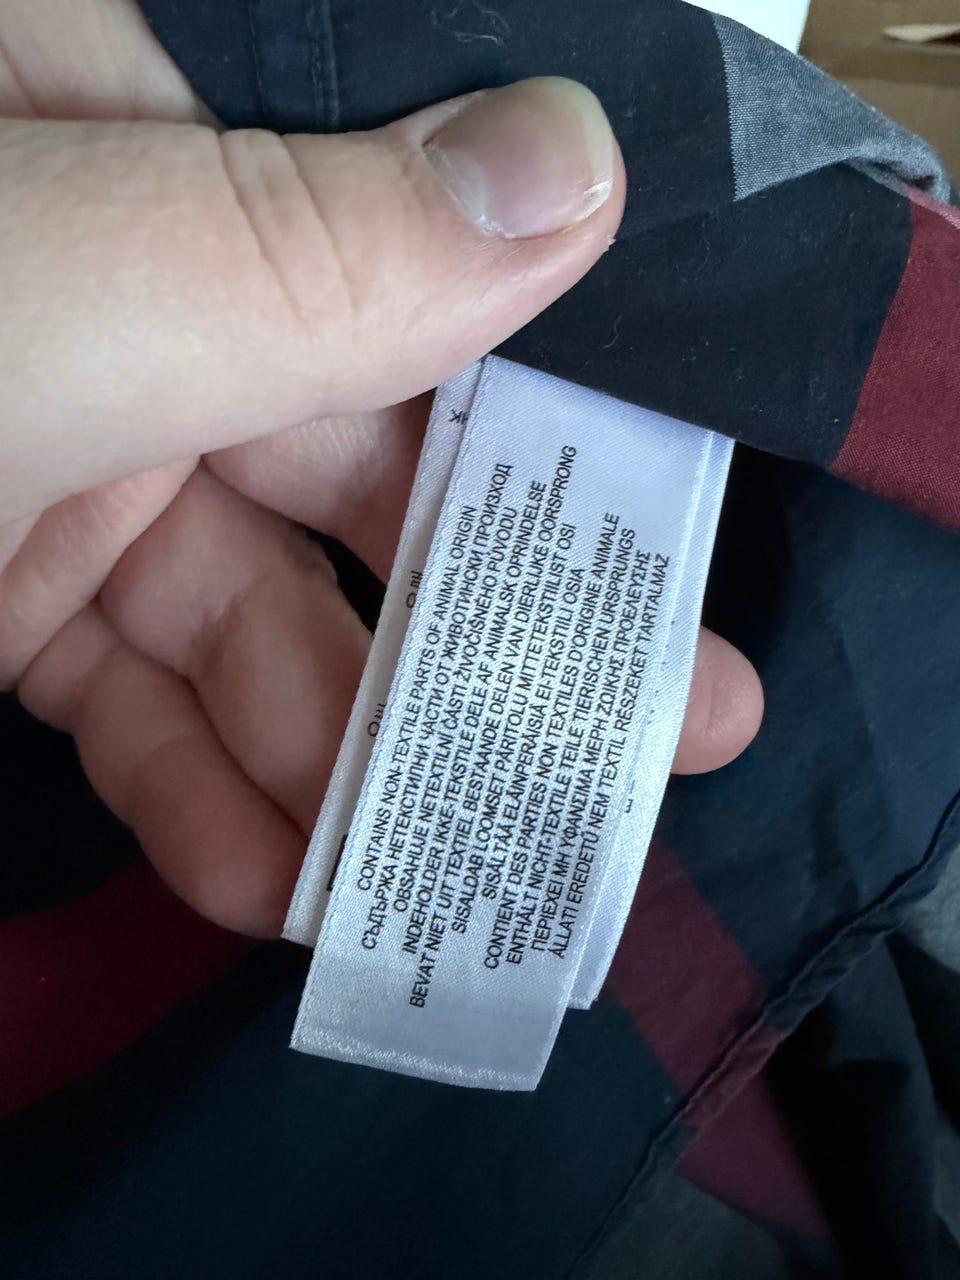 CONTAINS NON-TEXTILE PARTS OF ANIMAL ORIGIN
СЪДЪРЖА НЕТЕКСТИЛНИ ЧАСТИ ОТ ЖИВОТИНСКИ ПРОИЗХОД
OBSAHUJE NETEXTILNÍ ČÁSTI ŽIVOČIŠNÉHO PŮVODU
INDEHOLDER IKKE-TEKSTILE DELE AF ANIMALSK OPRINDELSE
BEVAT NIET UIT TEXTIEL BESTAANDE DELEN VAN DIERLIJKE OORSPRONG
SISALDAB LOOMSET PÄRITOLU MITTETEKSTIILIST OSI
SISÄLTÄÄ ELÄINPERÄISIÄ EI TEKSTIILI OSIA
CONTIENT DES PARTIES NON TEXTILES D'ORIGINE ANIMALE
ENTHÄLT NICHT TEXTILE TEILE TIERISCHEN URSPRUNGS
ΠΕΡΙΕΧΕΙ ΜΗ ΥΦΑΝΣΙΜΑ ΜΕΡΗ ΖΩΙΚΗΣ ΠΡΟΕΛΕΥΣΗΣ
ÁLLATI EREDETŰ NEM TEXTIL RÉSZEKET TARTALMAZ